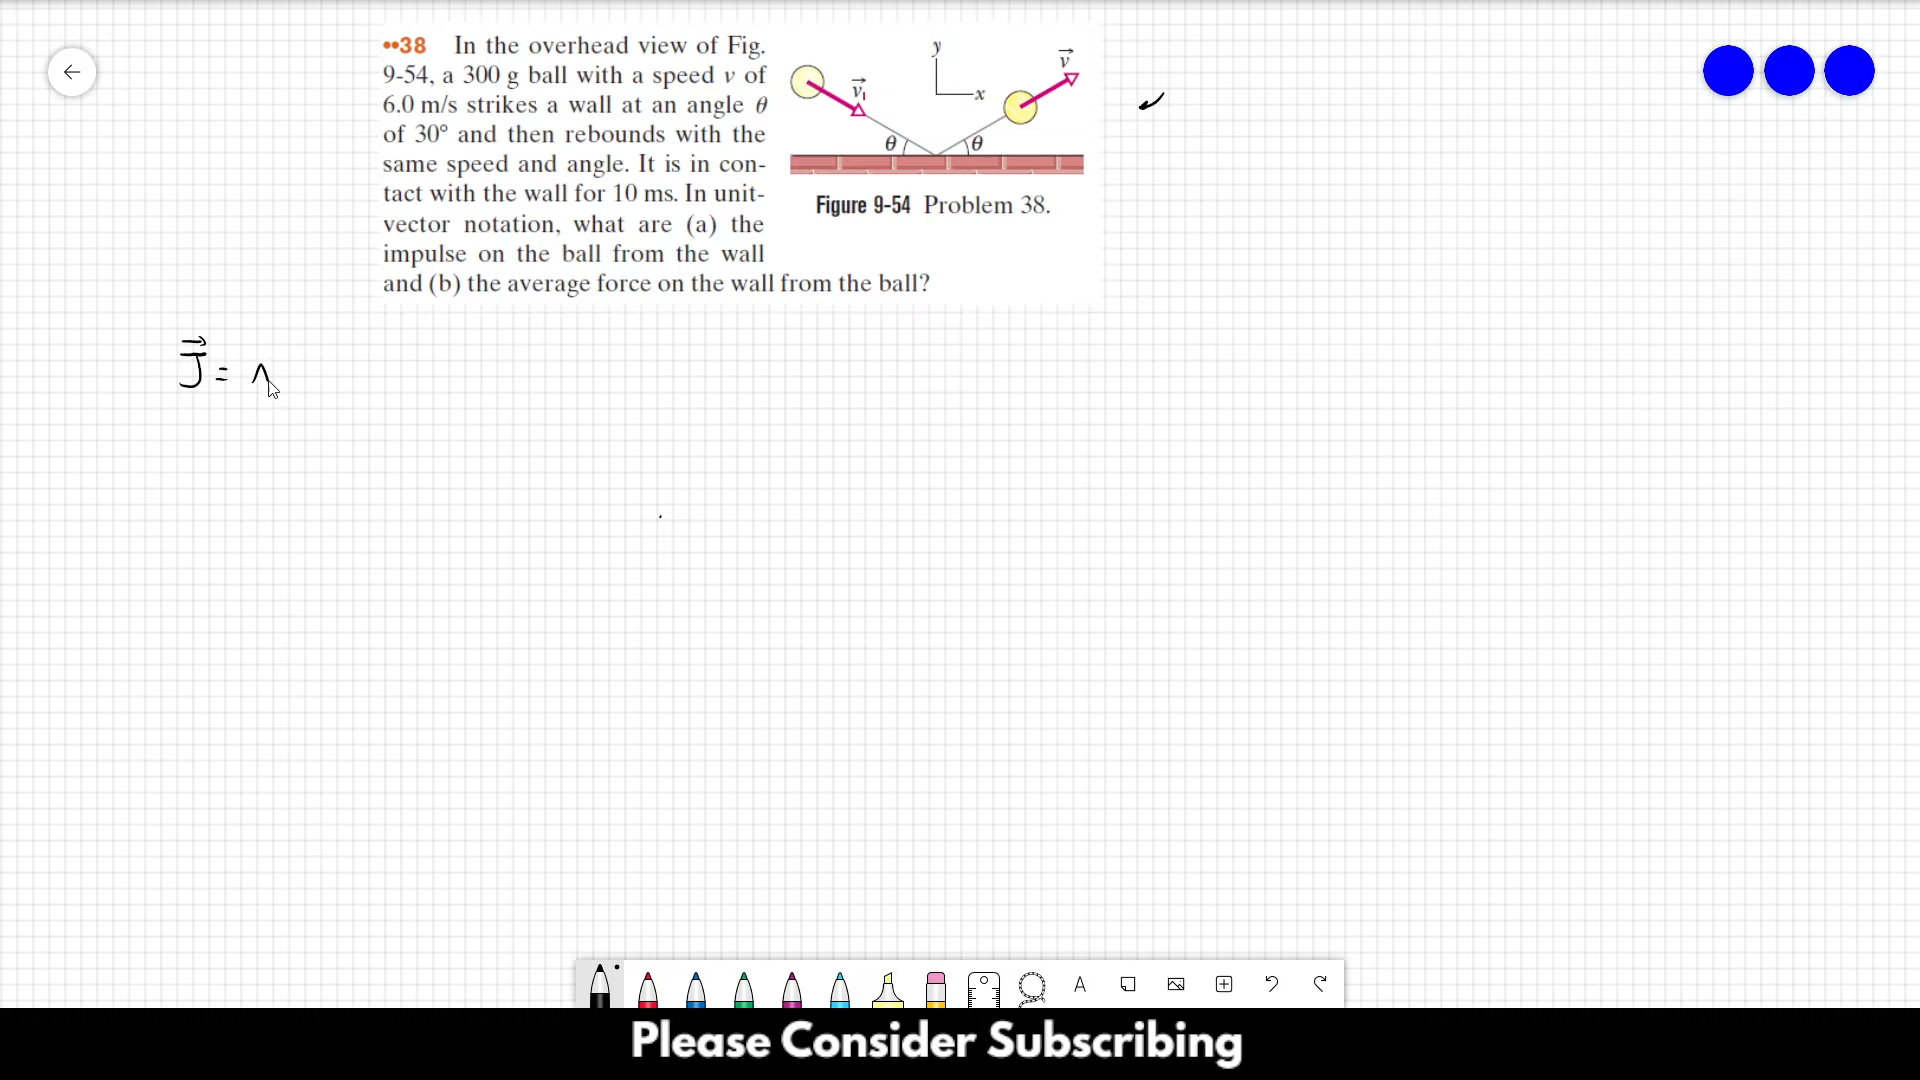 ••38 In the overhead view of Fig.
9-54, a 300 g ball with a speed v of
6.0 m/s strikes a wall at an angle θ
of 30° and then rebounds with the
same speed and angle. It is in con-
tact with the wall for 10 ms. In unit-
vector notation, what are (a) the
impulse on the ball from the wall
and (b) the average force on the wall from the ball?
y
x
v⃗₁
v⃗
θ
θ
Figure 9-54 Problem 38.
J⃗ =
A
Please Consider Subscribing